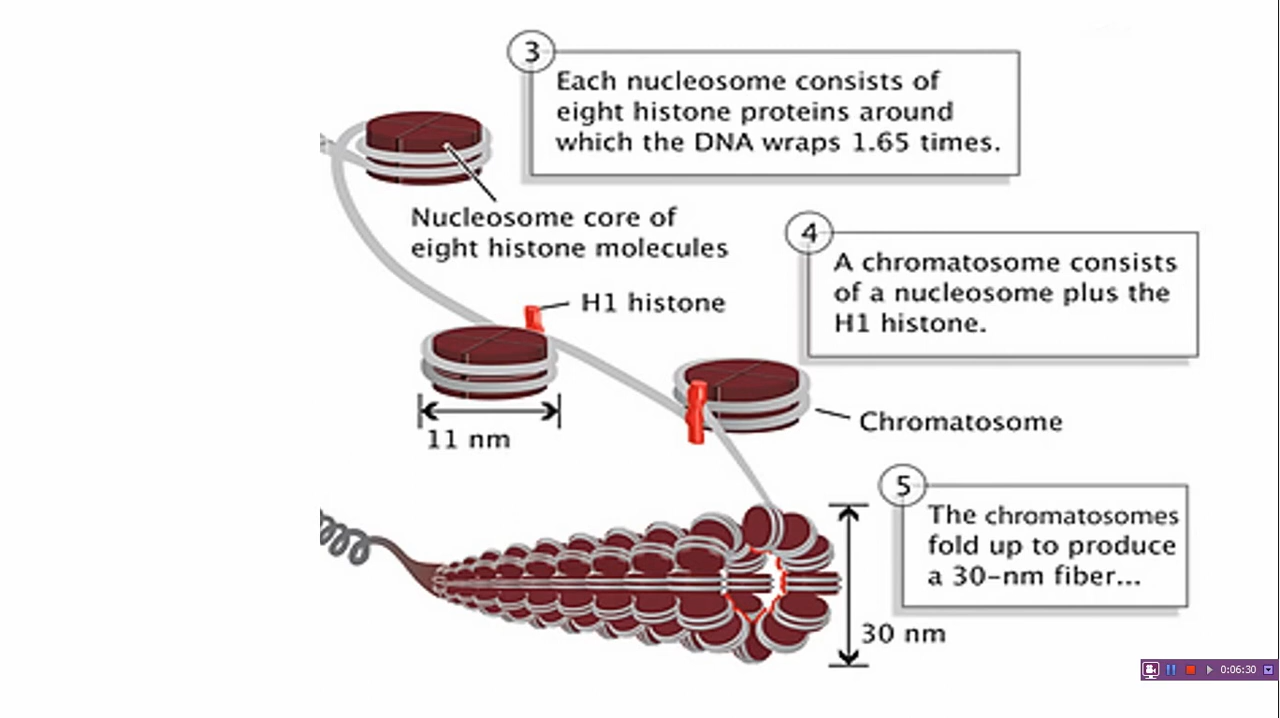 3
Each nucleosome consists of
eight histone proteins around
which the DNA wraps 1.65 times.
Nucleosome core of
eight histone molecules
4
A chromatosome consists
of a nucleosome plus the
H1 histone.
H1 histone
11 nm
Chromatosome
5
The chromatosomes
fold up to produce
a 30-nm fiber...
30 nm
0:06:30